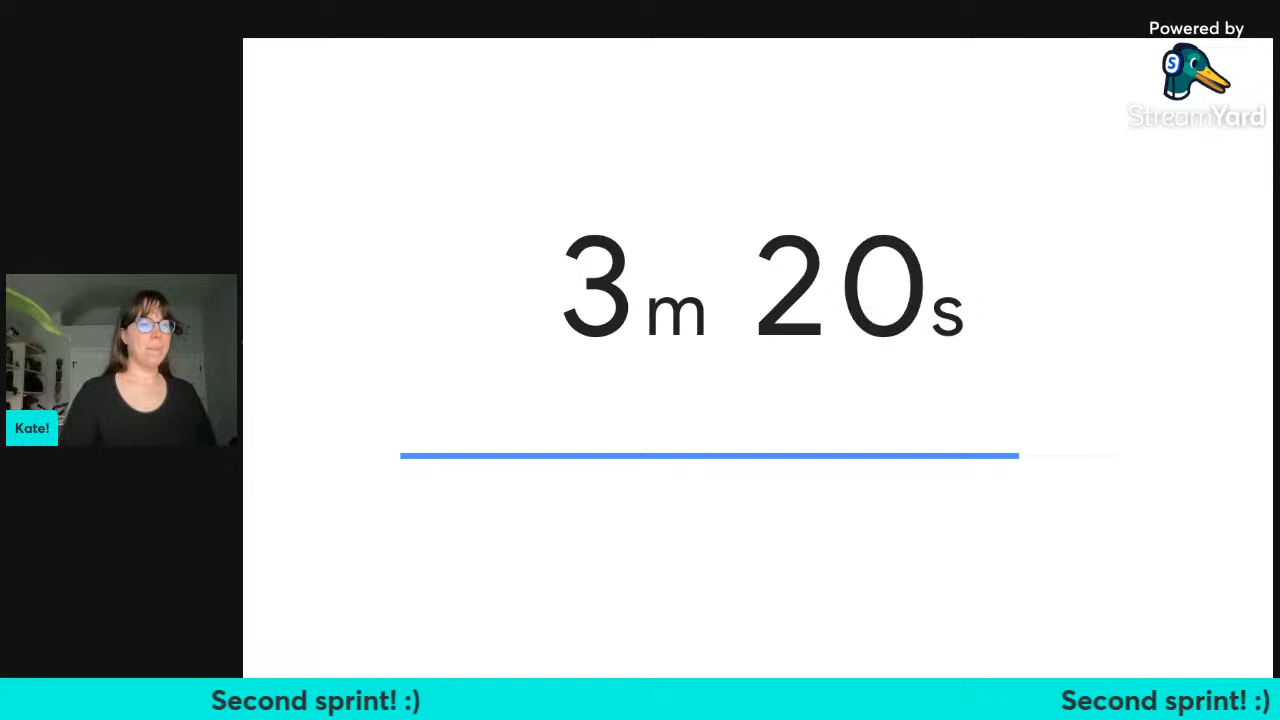 Powered by
StreamYard
3m 20s
Kate!
Second sprint! :)
Second sprint! :)